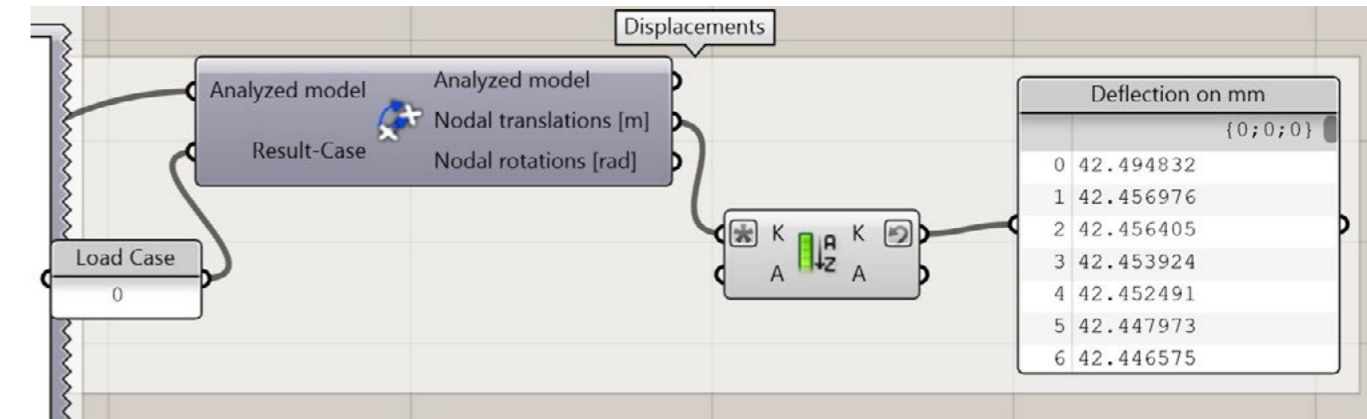 Displacements
Analyzed model
Result-Case
Analyzed model
Nodal translations [m]
Nodal rotations [rad]
Load Case
0
K
A
A
Z
K
A
Deflection on mm
{0;0;0}
0 42.494832
1 42.456976
2 42.456405
3 42.453924
4 42.452491
5 42.447973
6 42.446575